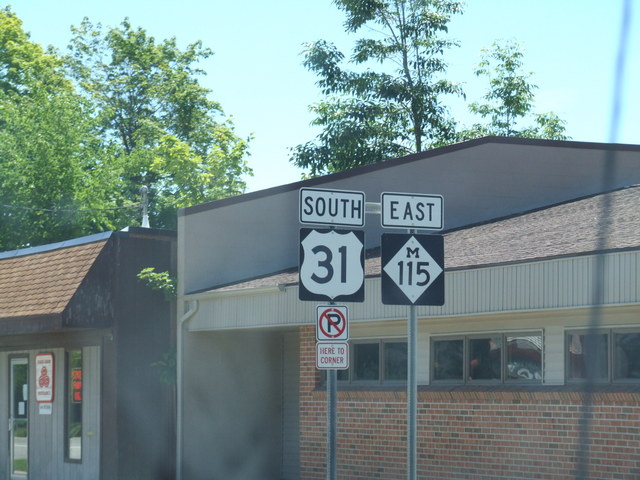 SOUTH
EAST
31
M
115
P
HERE TO
CORNER